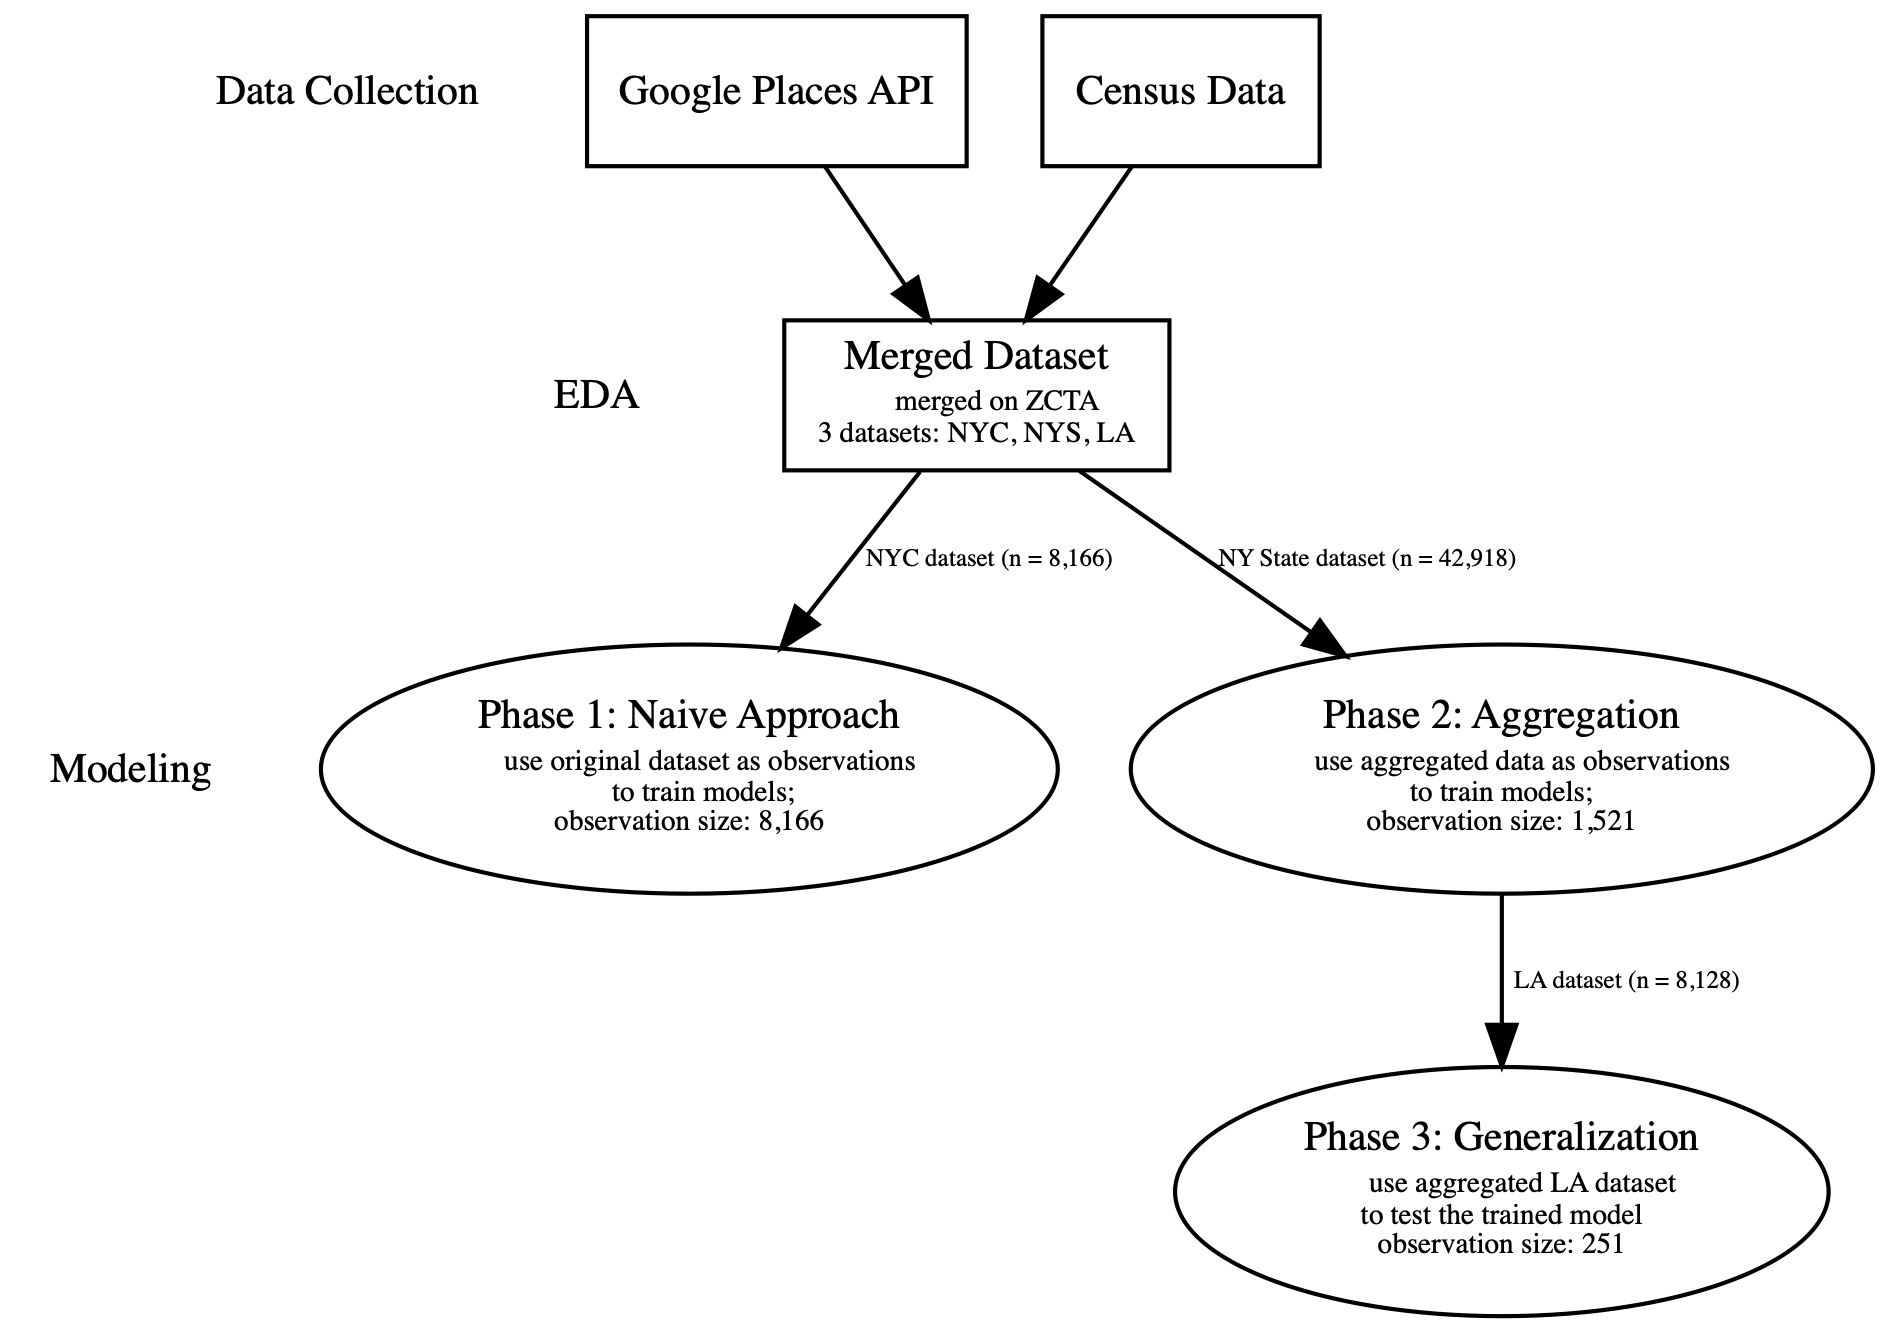 Data Collection
Google Places API
Census Data
EDA
Merged Dataset
merged on ZCTA
3 datasets: NYC, NYS, LA
NYC dataset (n = 8,166)
NY State dataset (n = 42,918)
Modeling
Phase 1: Naive Approach
use original dataset as observations
to train models;
observation size: 8,166
Phase 2: Aggregation
use aggregated data as observations
to train models;
observation size: 1,521
LA dataset (n = 8,128)
Phase 3: Generalization
use aggregated LA dataset
to test the trained model
observation size: 251